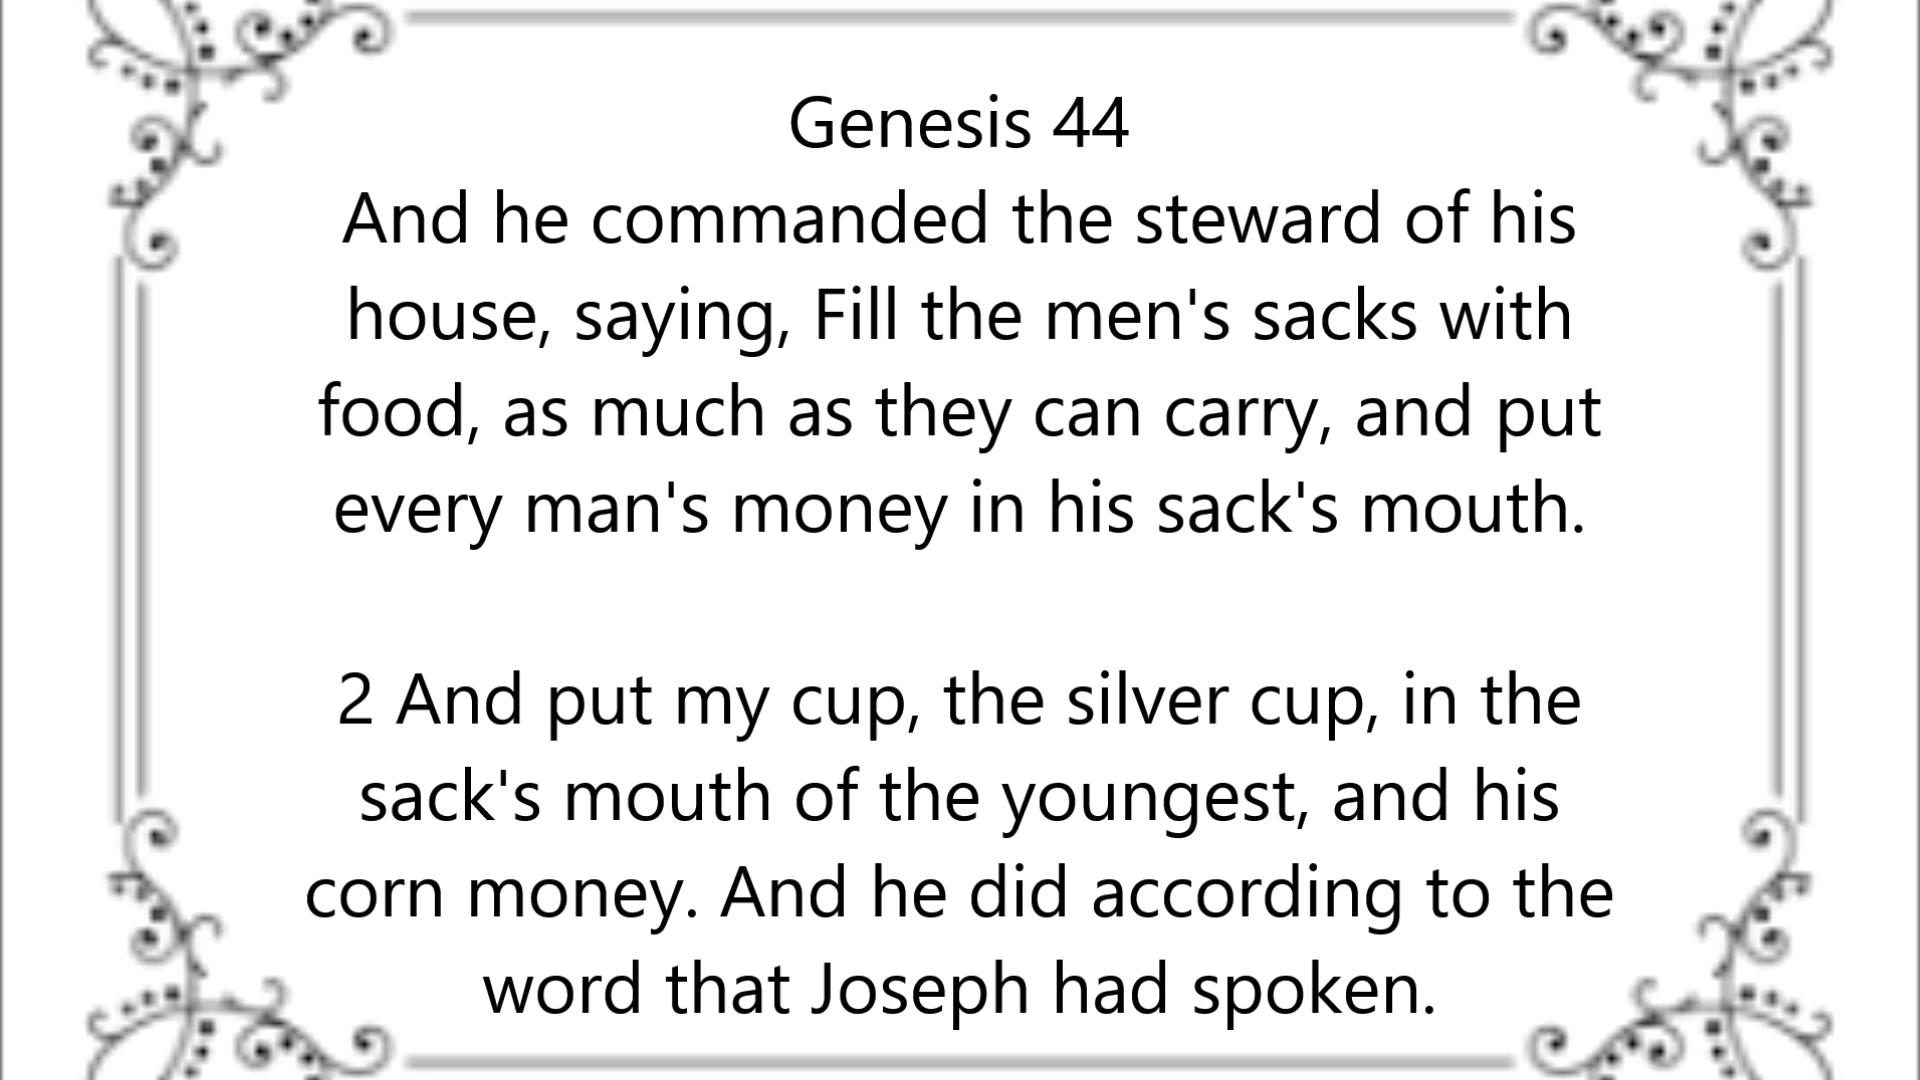 Genesis 44
And he commanded the steward of his
house, saying, Fill the men's sacks with
food, as much as they can carry, and put
every man's money in his sack's mouth.
2 And put my cup, the silver cup, in the
sack's mouth of the youngest, and his
corn money. And he did according to the
word that Joseph had spoken.